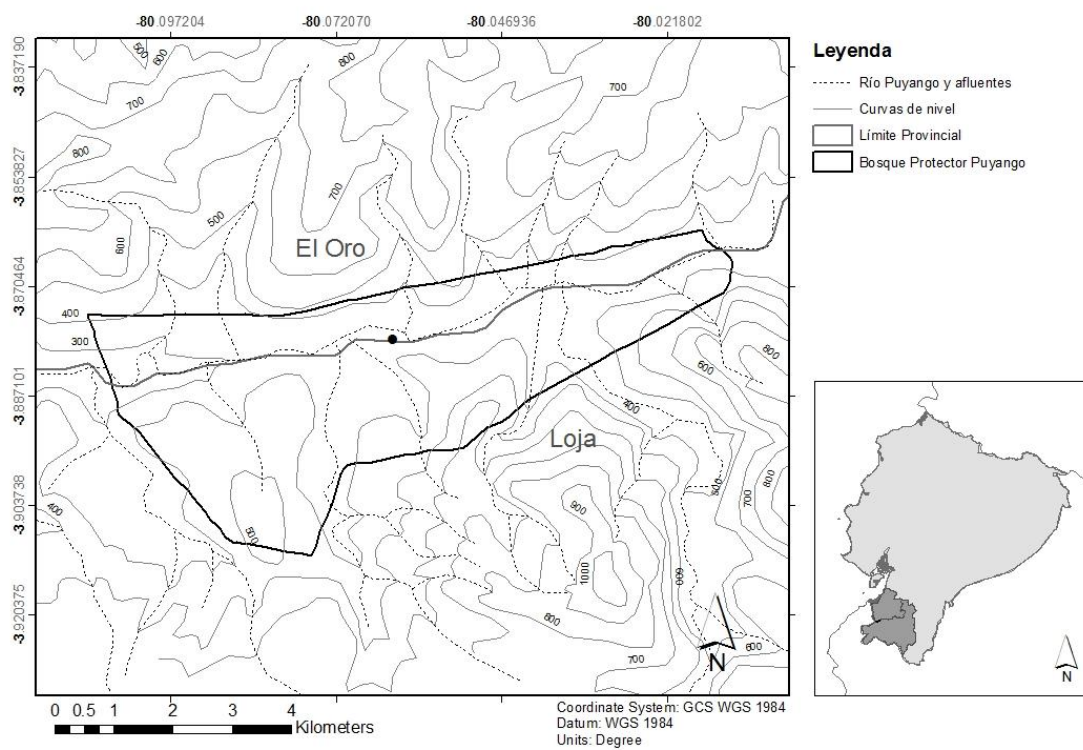 -80.097204 -80.072070 -80.046936 -80.021802
-3.837190
-3.853827
-3.870464
-3.887101
-3.903738
-3.920375
500
600
800
700
700
800
600
500
700
El Oro
600
400
300
800
600
400
Loja
500
700
800
900
400
500
1000
600
800
700
600
N
0 0.5 1 2 3 4
Kilometers
Coordinate System: GCS WGS 1984
Datum: WGS 1984
Units: Degree
Leyenda
Río Puyango y afluentes
Curvas de nivel
Límite Provincial
Bosque Protector Puyango
N